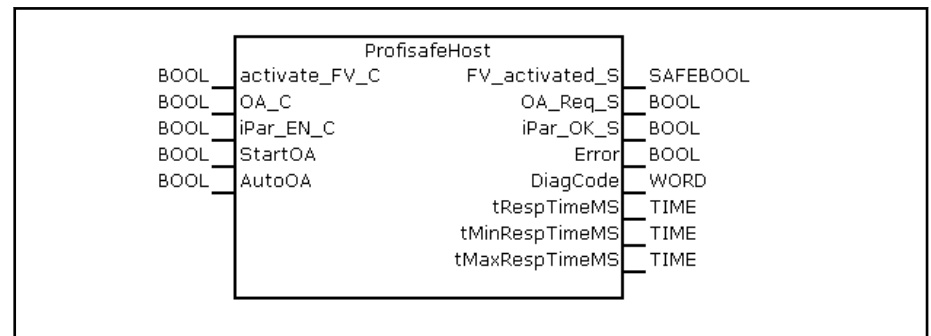 ProfisafeHost
BOOL activate_FV_C FV_activated_S SAFEBOOL
BOOL OA_C OA_Req_S BOOL
BOOL iPar_EN_C iPar_OK_S BOOL
BOOL StartOA Error BOOL
BOOL AutoOA DiagCode WORD
tRespTimeMS TIME
tMinRespTimeMS TIME
tMaxRespTimeMS TIME